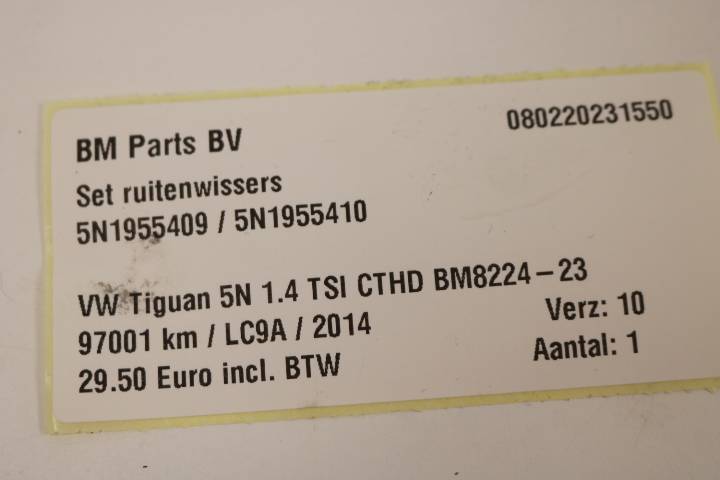 BM Parts BV
080220231550
Set ruitenwissers
5N1955409 / 5N1955410
VW Tiguan 5N 1.4 TSI CTHD BM8224-23
97001 km / LC9A / 2014
Verz: 10
29.50 Euro incl. BTW
Aantal: 1